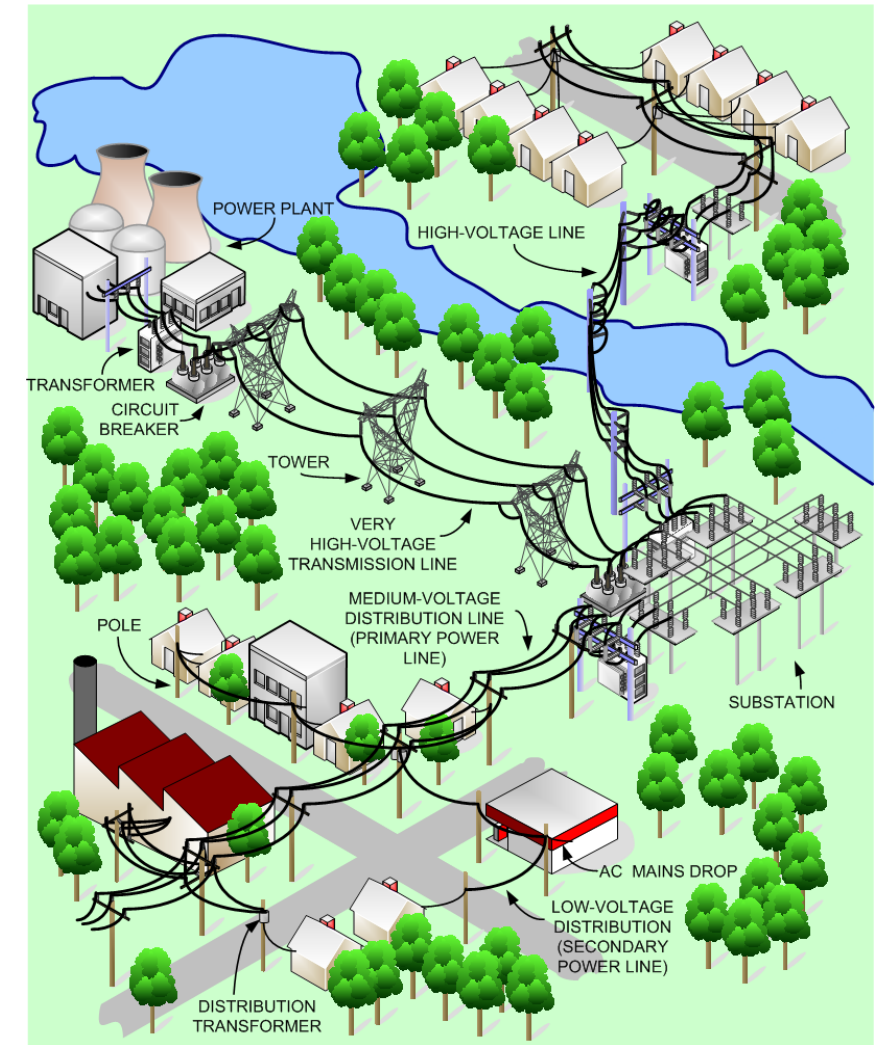 POWER PLANT
HIGH-VOLTAGE LINE
TRANSFORMER
CIRCUIT
BREAKER
TOWER
VERY
HIGH-VOLTAGE
TRANSMISSION LINE
MEDIUM-VOLTAGE
DISTRIBUTION LINE
(PRIMARY POWER
LINE)
POLE
SUBSTATION
AC MAINS DROP
LOW-VOLTAGE
DISTRIBUTION
(SECONDARY
POWER LINE)
DISTRIBUTION
TRANSFORMER